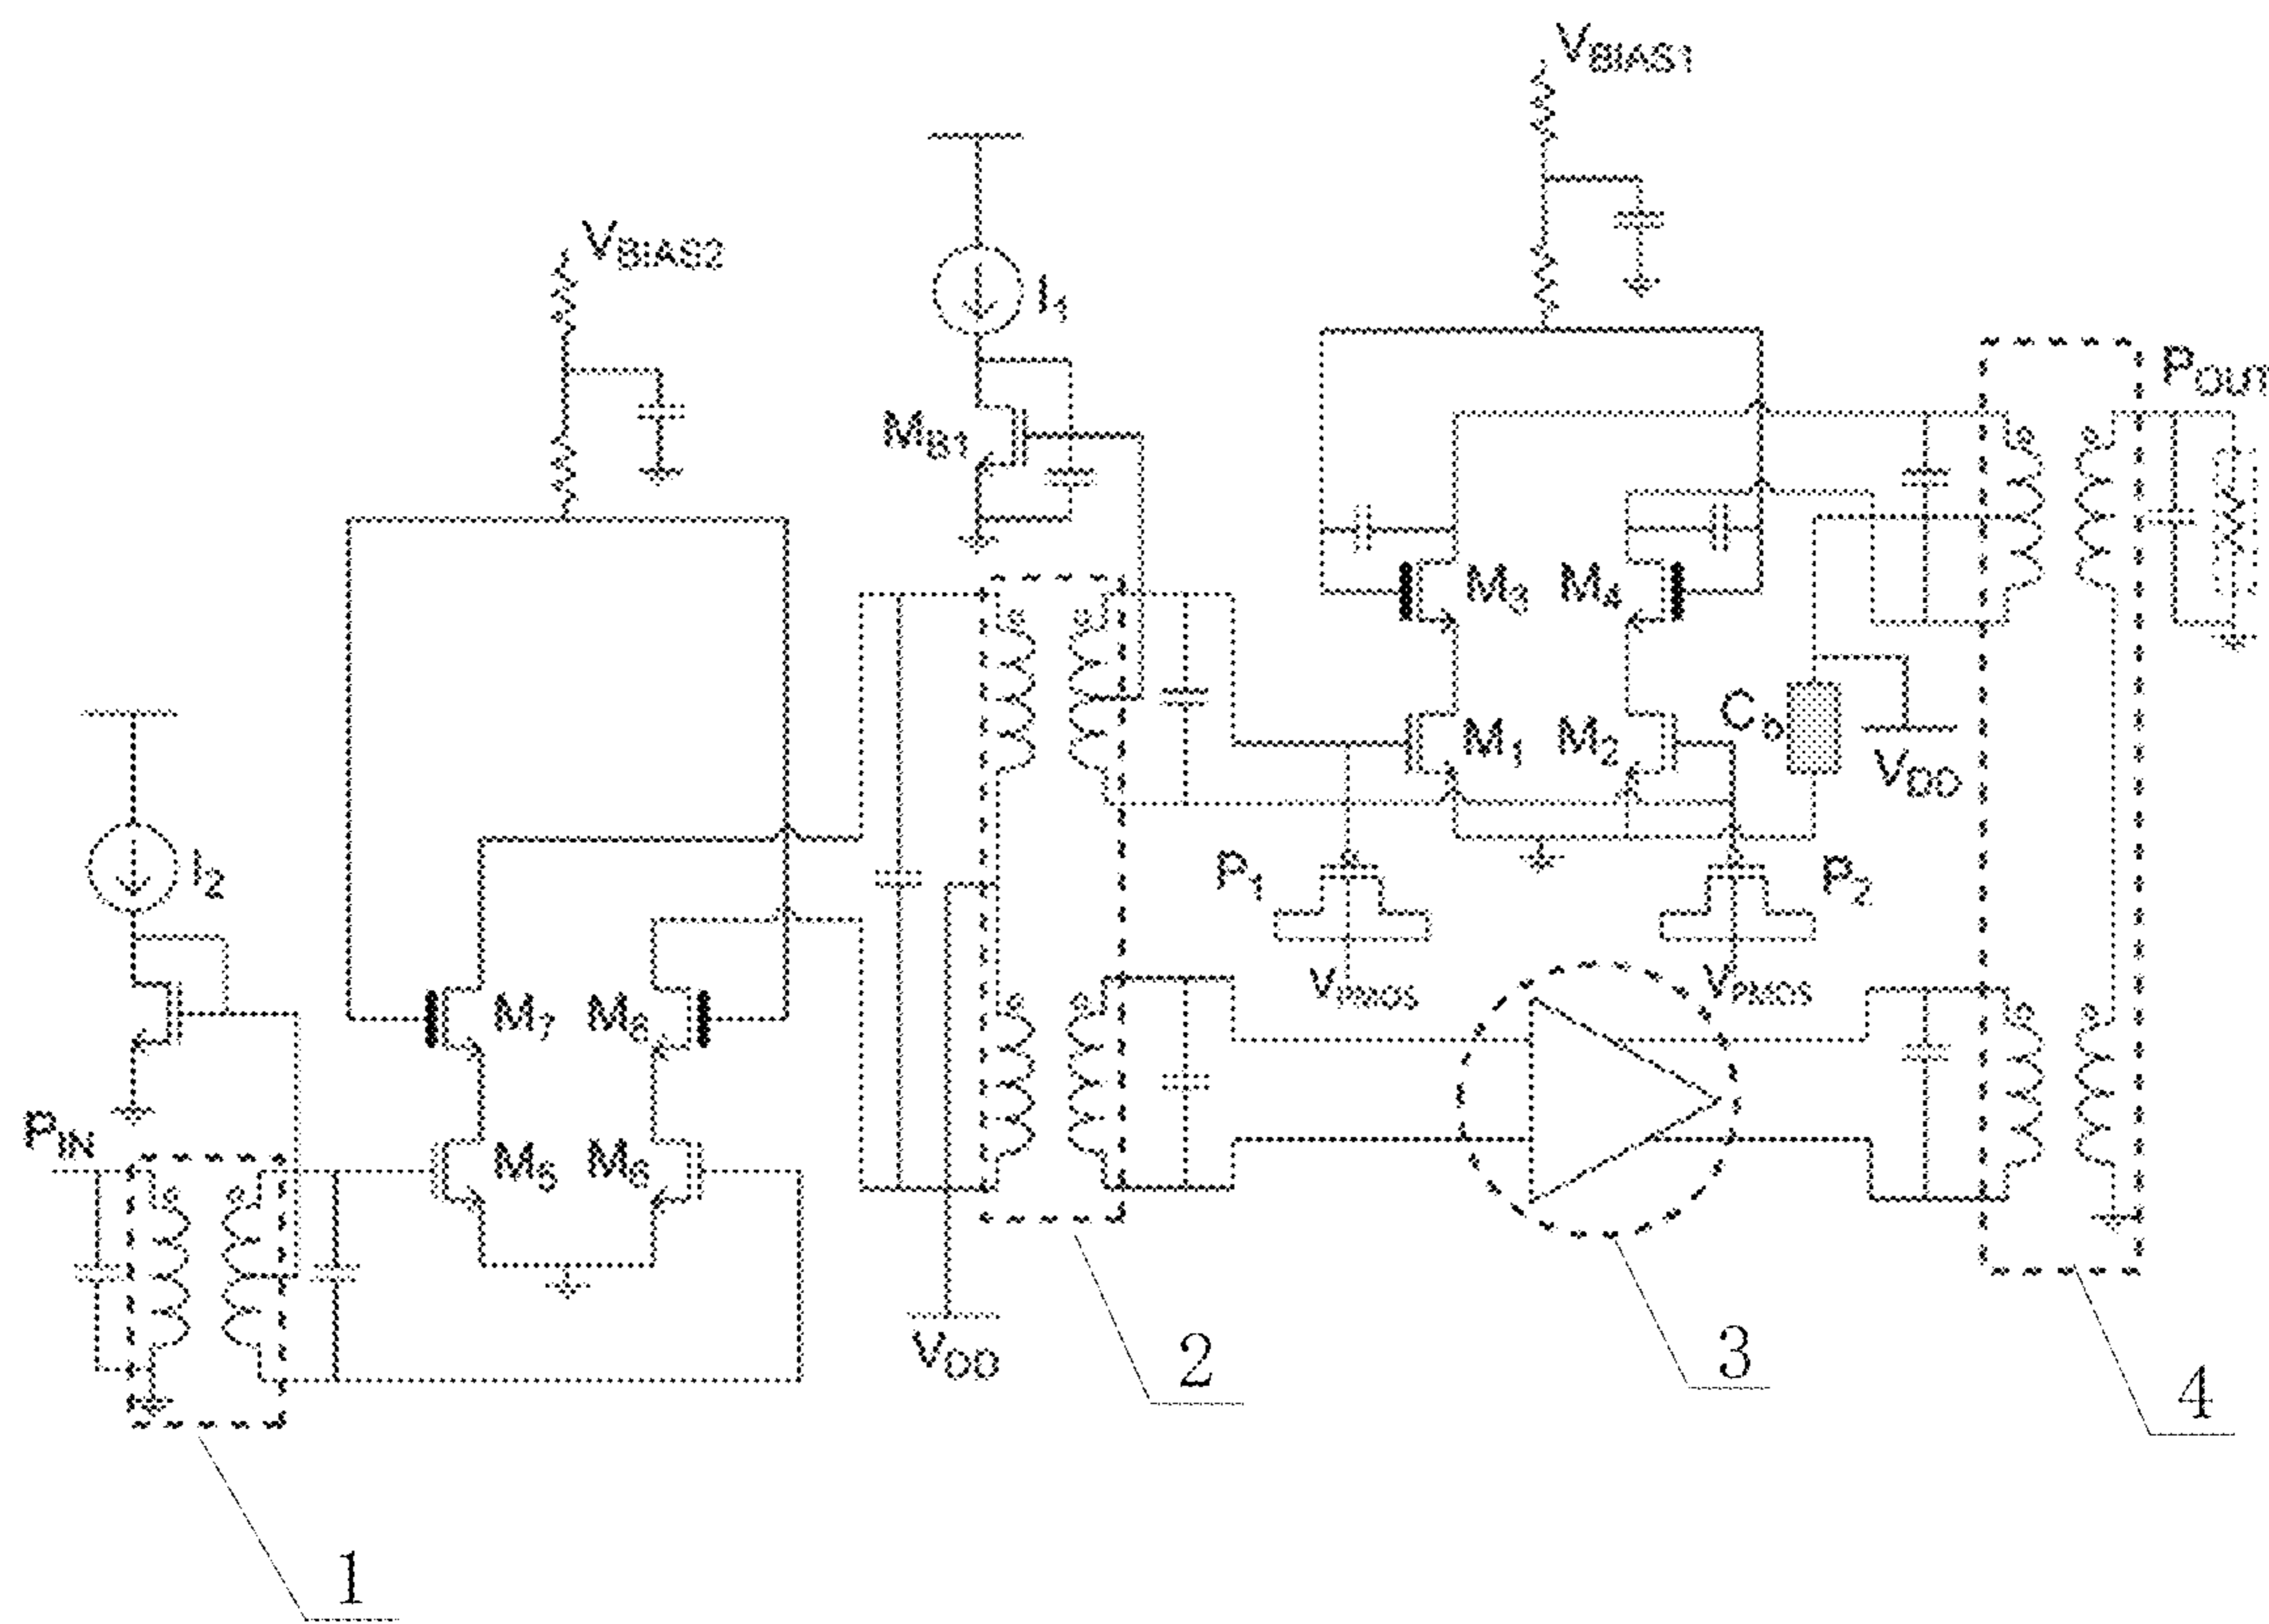 VBIAS1
VBIAS2
I1
MB1
POUT
M3 M4
M1 M2
Cb
VDD
I2
P1 P2
VPMOS VPMOS
M7 M8
PIN
M5 M6
VDD
1
2
3
4